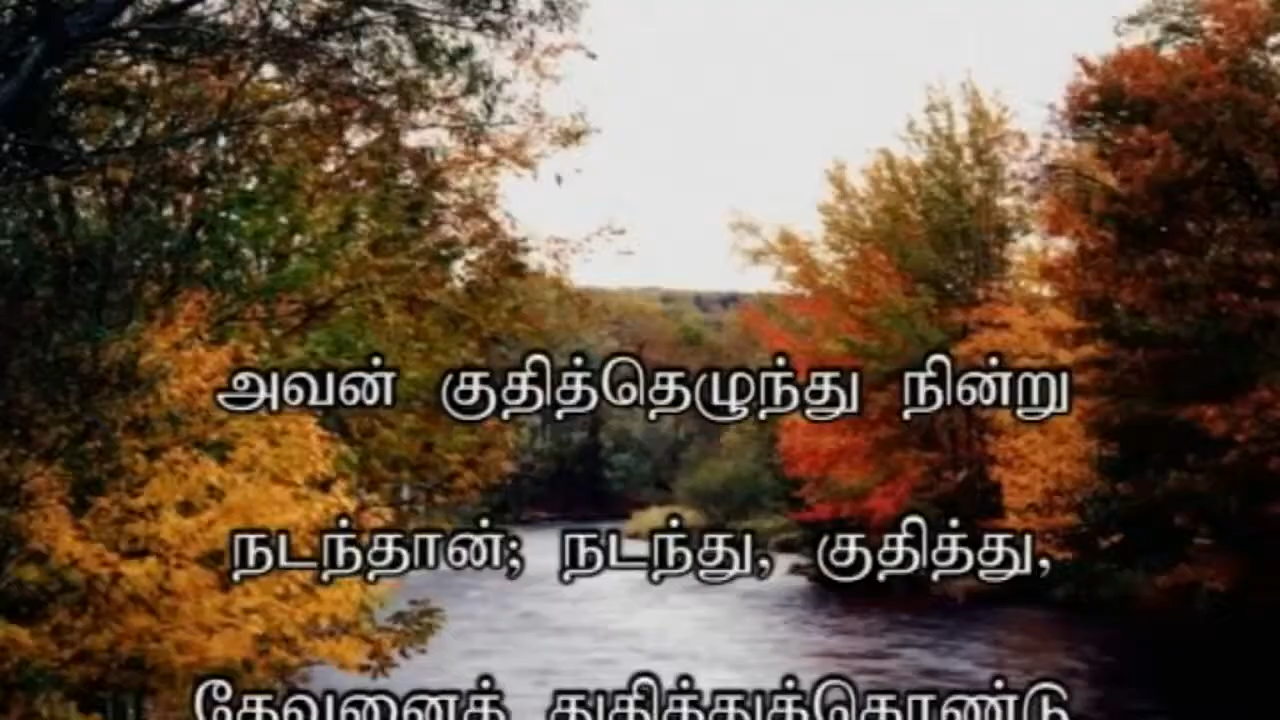 அவன் குதித்தெழுந்து நின்று
நடந்தான்; நடந்து, குதித்து,
தேவனைத் துதித்துக்கொண்டு